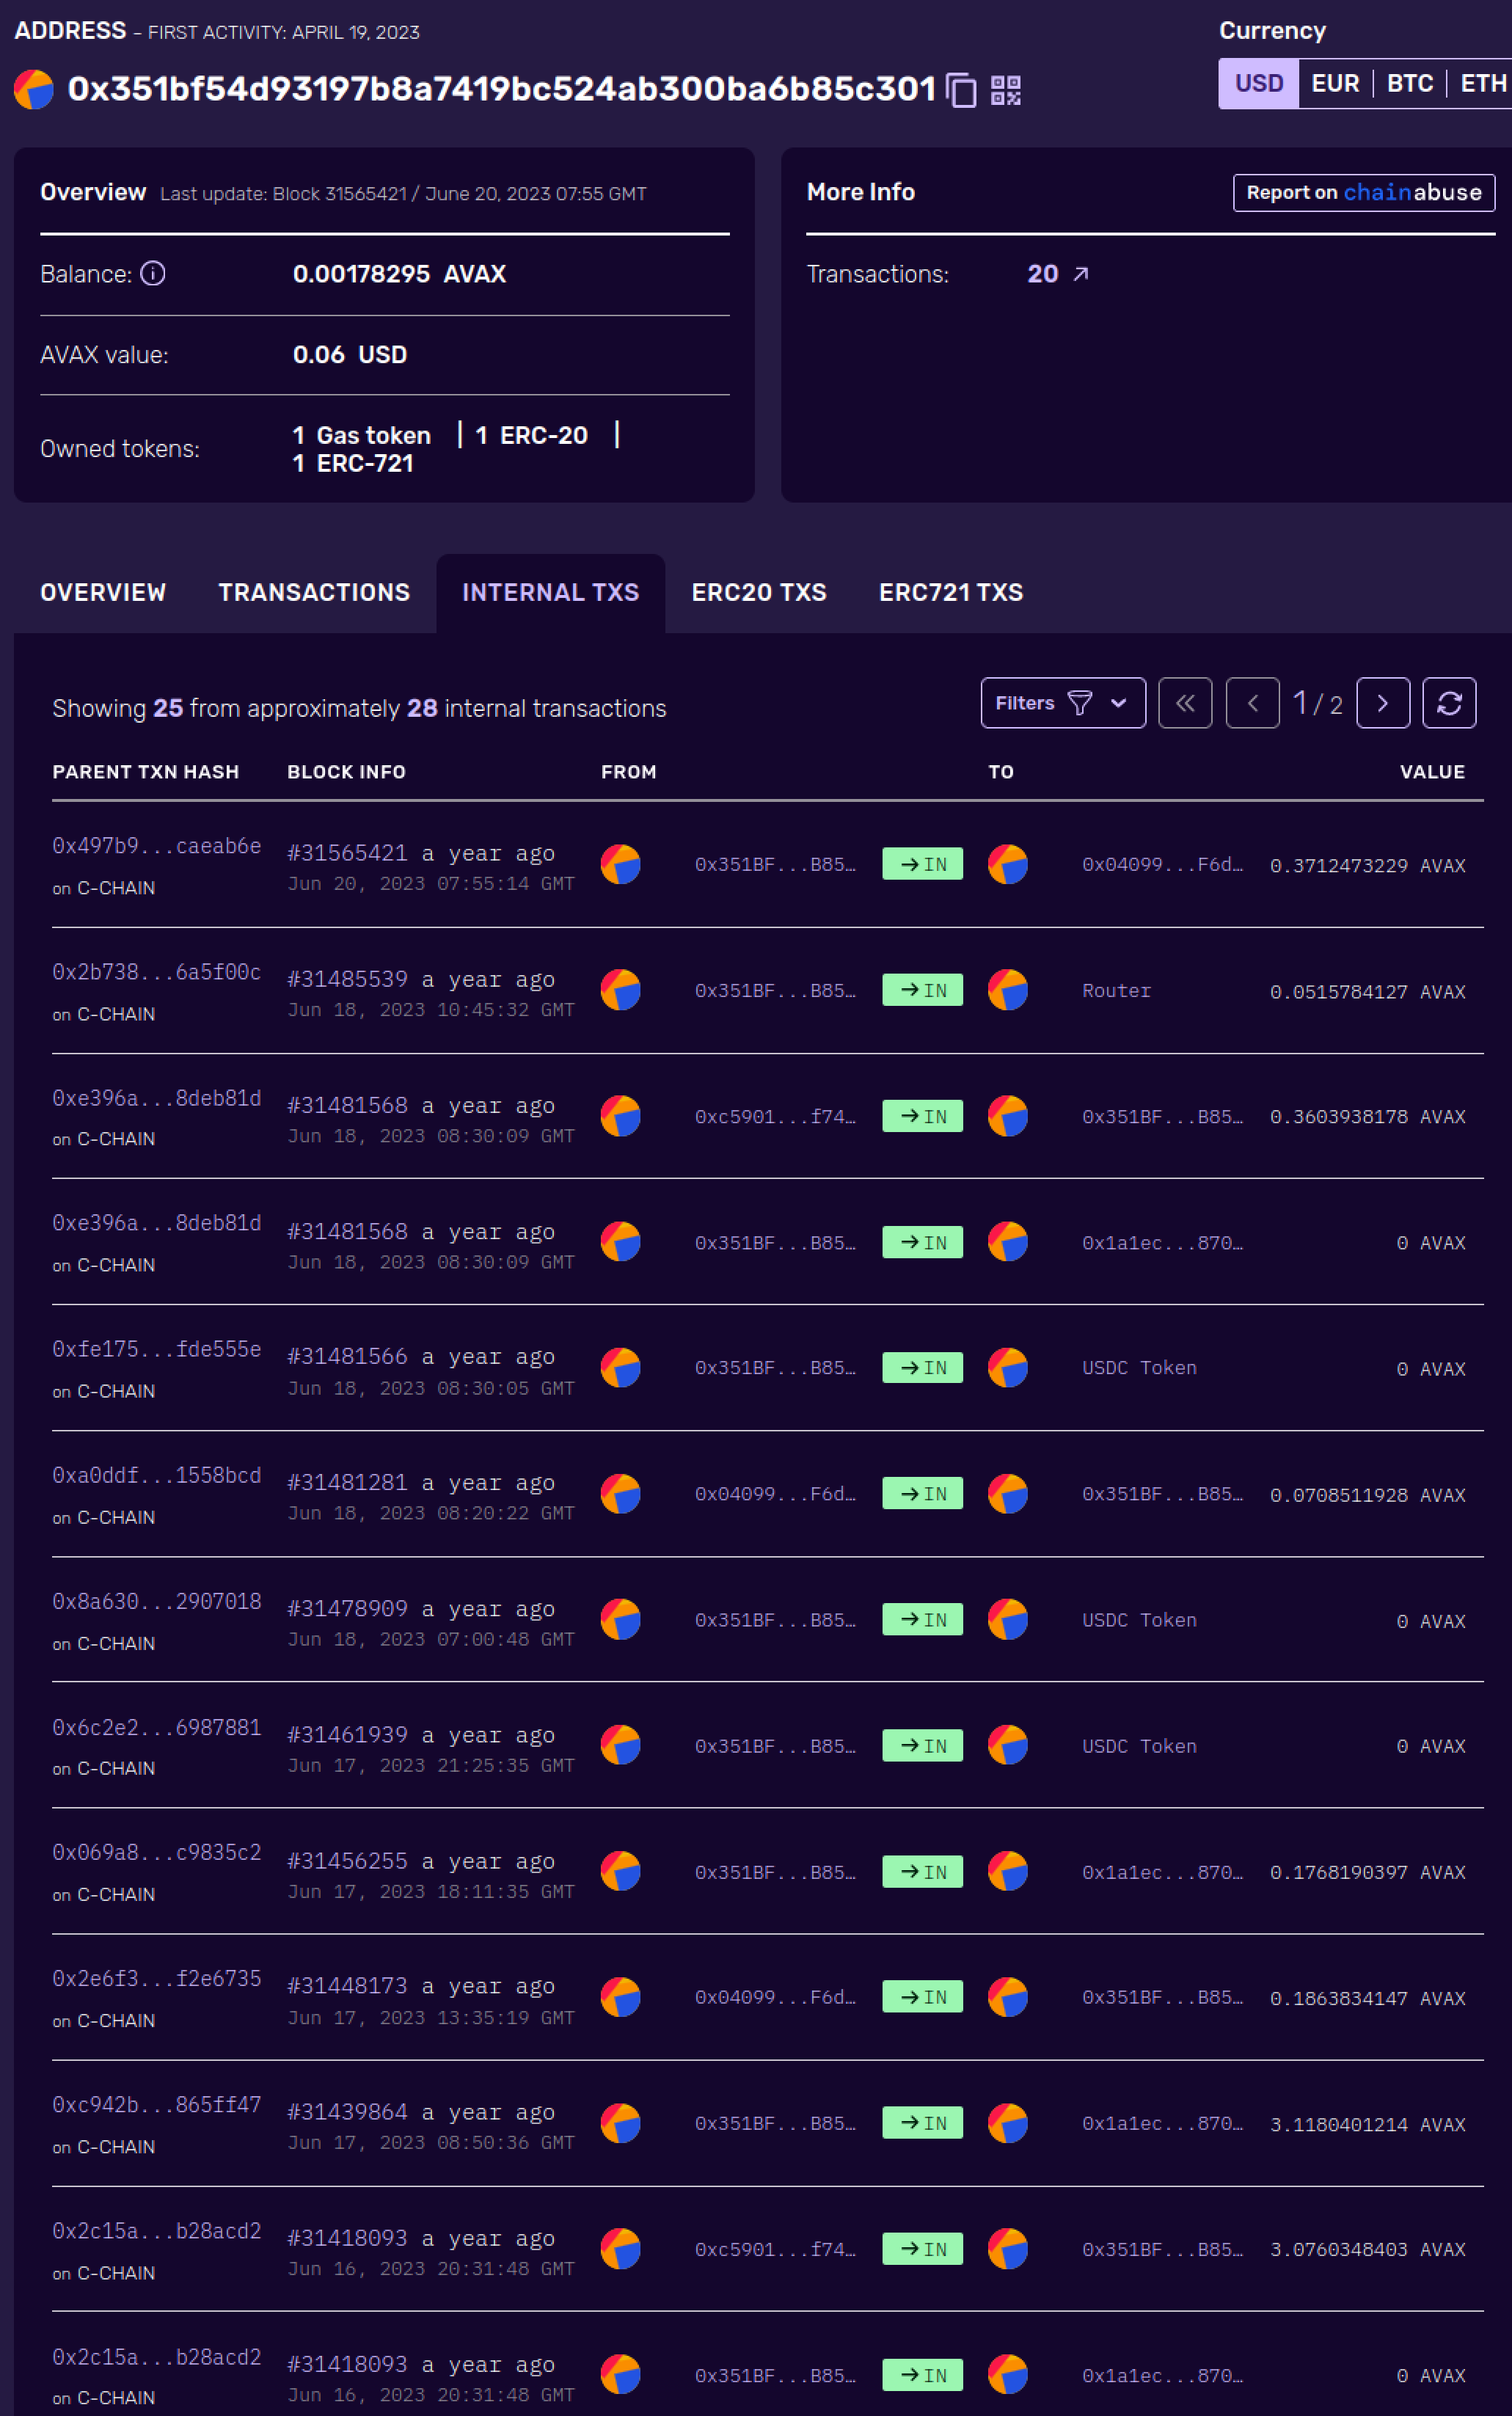 ADDRESS - FIRST ACTIVITY: APRIL 19, 2023
Currency
0x351bf54d93197b8a7419bc524ab300ba6b85c301
USD EUR BTC ETH
Overview Last update: Block 31565421 / June 20, 2023 07:55 GMT
Balance: 0.00178295 AVAX
AVAX value: 0.06 USD
Owned tokens: 1 Gas token | 1 ERC-20 |
1 ERC-721
More Info Report on chainabuse
Transactions: 20
OVERVIEW TRANSACTIONS INTERNAL TXS ERC20 TXS ERC721 TXS
Showing 25 from approximately 28 internal transactions Filters 1 / 2
PARENT TXN HASH BLOCK INFO FROM TO VALUE
0x497b9...caeab6e #31565421 a year ago 0x351BF...B85… IN 0x04099...F6d… 0.3712473229 AVAX
on C-CHAIN Jun 20, 2023 07:55:14 GMT
0x2b738...6a5f00c #31485539 a year ago 0x351BF...B85… IN Router 0.0515784127 AVAX
on C-CHAIN Jun 18, 2023 10:45:32 GMT
0xe396a...8deb81d #31481568 a year ago 0xc5901...f74… IN 0x351BF...B85… 0.3603938178 AVAX
on C-CHAIN Jun 18, 2023 08:30:09 GMT
0xe396a...8deb81d #31481568 a year ago 0x351BF...B85… IN 0x1a1ec...870… 0 AVAX
on C-CHAIN Jun 18, 2023 08:30:09 GMT
0xfe175...fde555e #31481566 a year ago 0x351BF...B85… IN USDC Token 0 AVAX
on C-CHAIN Jun 18, 2023 08:30:05 GMT
0xa0ddf...1558bcd #31481281 a year ago 0x04099...F6d… IN 0x351BF...B85… 0.0708511928 AVAX
on C-CHAIN Jun 18, 2023 08:20:22 GMT
0x8a630...2907018 #31478909 a year ago 0x351BF...B85… IN USDC Token 0 AVAX
on C-CHAIN Jun 18, 2023 07:00:48 GMT
0x6c2e2...6987881 #31461939 a year ago 0x351BF...B85… IN USDC Token 0 AVAX
on C-CHAIN Jun 17, 2023 21:25:35 GMT
0x069a8...c9835c2 #31456255 a year ago 0x351BF...B85… IN 0x1a1ec...870… 0.1768190397 AVAX
on C-CHAIN Jun 17, 2023 18:11:35 GMT
0x2e6f3...f2e6735 #31448173 a year ago 0x04099...F6d… IN 0x351BF...B85… 0.1863834147 AVAX
on C-CHAIN Jun 17, 2023 13:35:19 GMT
0xc942b...865ff47 #31439864 a year ago 0x351BF...B85… IN 0x1a1ec...870… 3.1180401214 AVAX
on C-CHAIN Jun 17, 2023 08:50:36 GMT
0x2c15a...b28acd2 #31418093 a year ago 0xc5901...f74… IN 0x351BF...B85… 3.0760348403 AVAX
on C-CHAIN Jun 16, 2023 20:31:48 GMT
0x2c15a...b28acd2 #31418093 a year ago 0x351BF...B85… IN 0x1a1ec...870… 0 AVAX
on C-CHAIN Jun 16, 2023 20:31:48 GMT